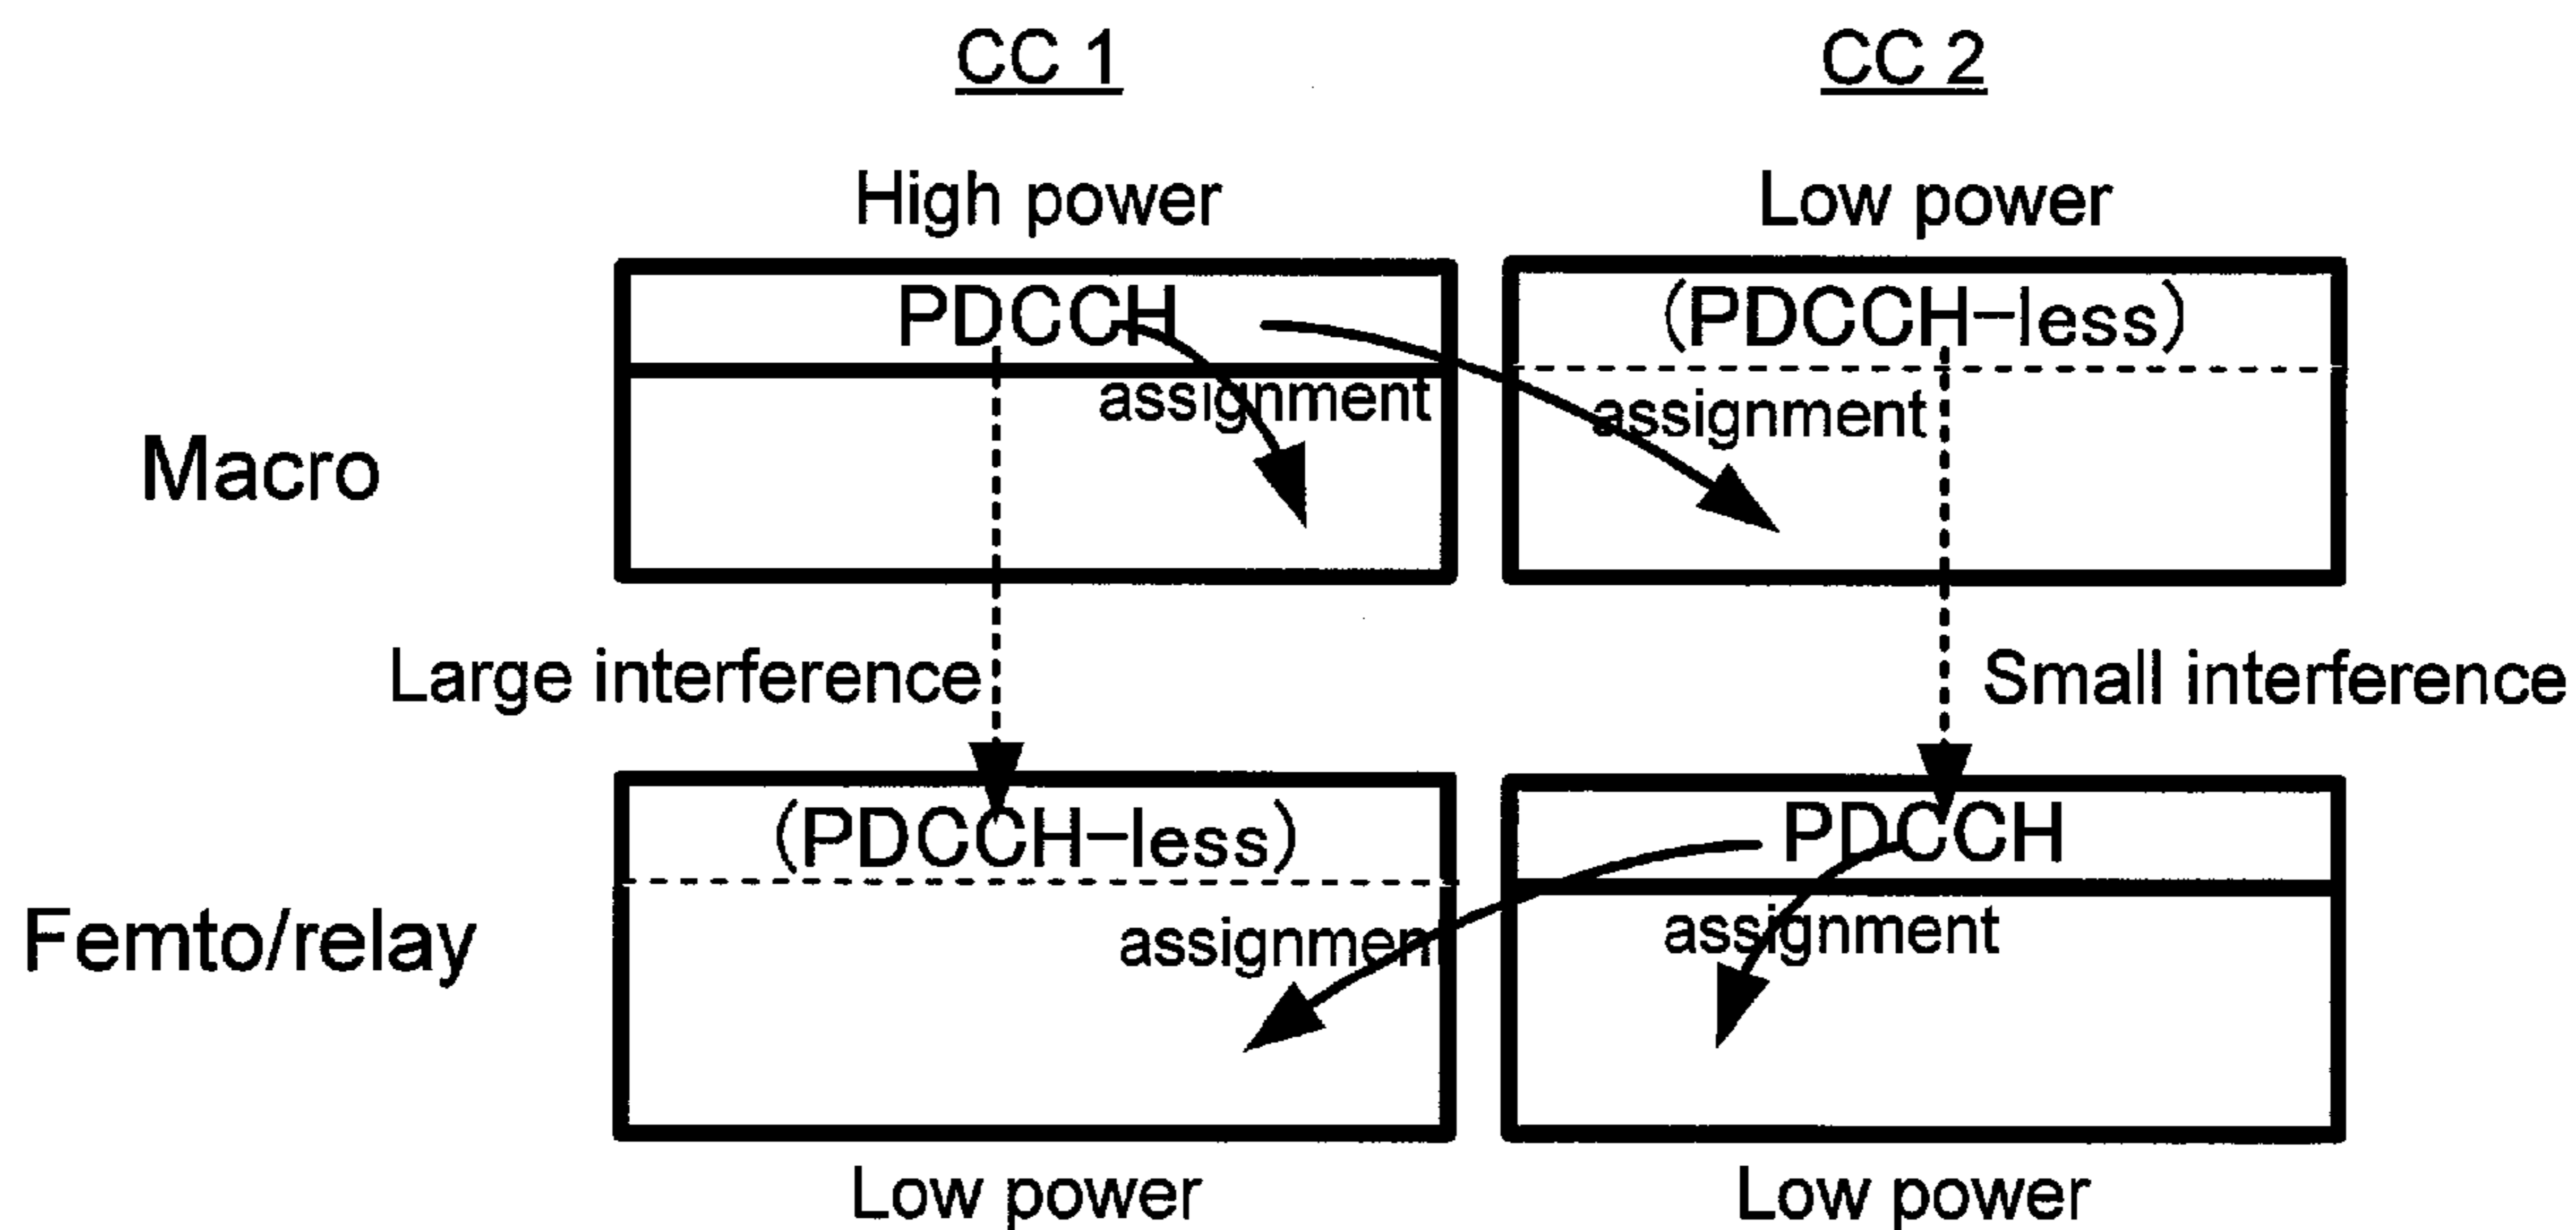 CC 1
CC 2
High power
Low power
PDCCH
(PDCCH-less)
assignment
assignment
Macro
Large interference
Small interference
(PDCCH-less)
PDCCH
assignmen
assignment
Femto/relay
Low power
Low power